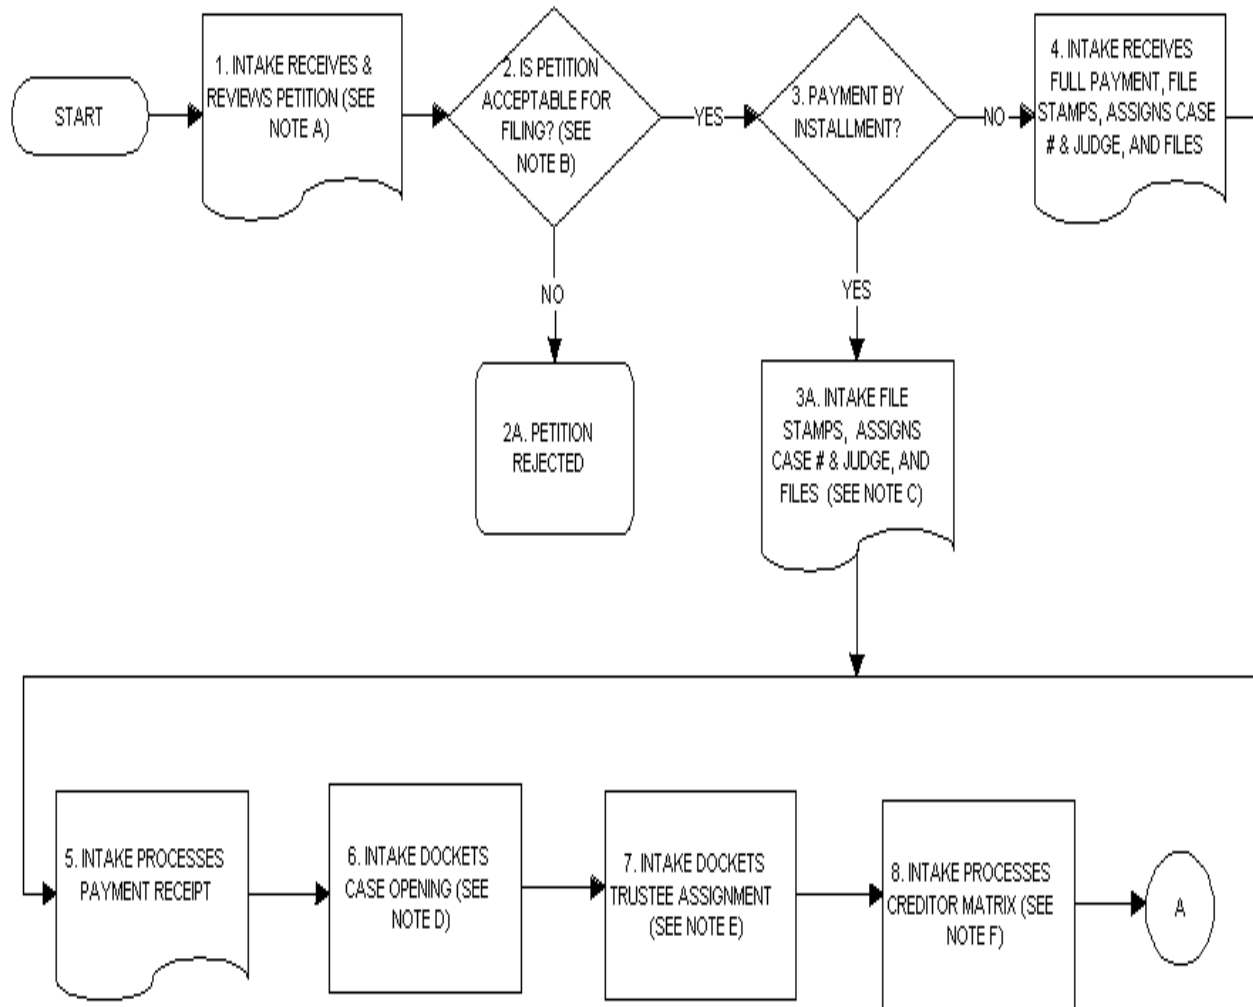 START
1. INTAKE RECEIVES &
REVIEWS PETITION (SEE
NOTE A)
2. IS PETITION
ACCEPTABLE FOR
FILING? (SEE
NOTE B)
YES
3. PAYMENT BY
INSTALLMENT?
NO
4. INTAKE RECEIVES
FULL PAYMENT, FILE
STAMPS, ASSIGNS CASE
# & JUDGE, AND FILES
NO
YES
2A. PETITION
REJECTED
3A. INTAKE FILE
STAMPS, ASSIGNS
CASE # & JUDGE, AND
FILES (SEE NOTE C)
5. INTAKE PROCESSES
PAYMENT RECEIPT
6. INTAKE DOCKETS
CASE OPENING (SEE
NOTE D)
7. INTAKE DOCKETS
TRUSTEE ASSIGNMENT
(SEE NOTE E)
8. INTAKE PROCESSES
CREDITOR MATRIX (SEE
NOTE F)
A